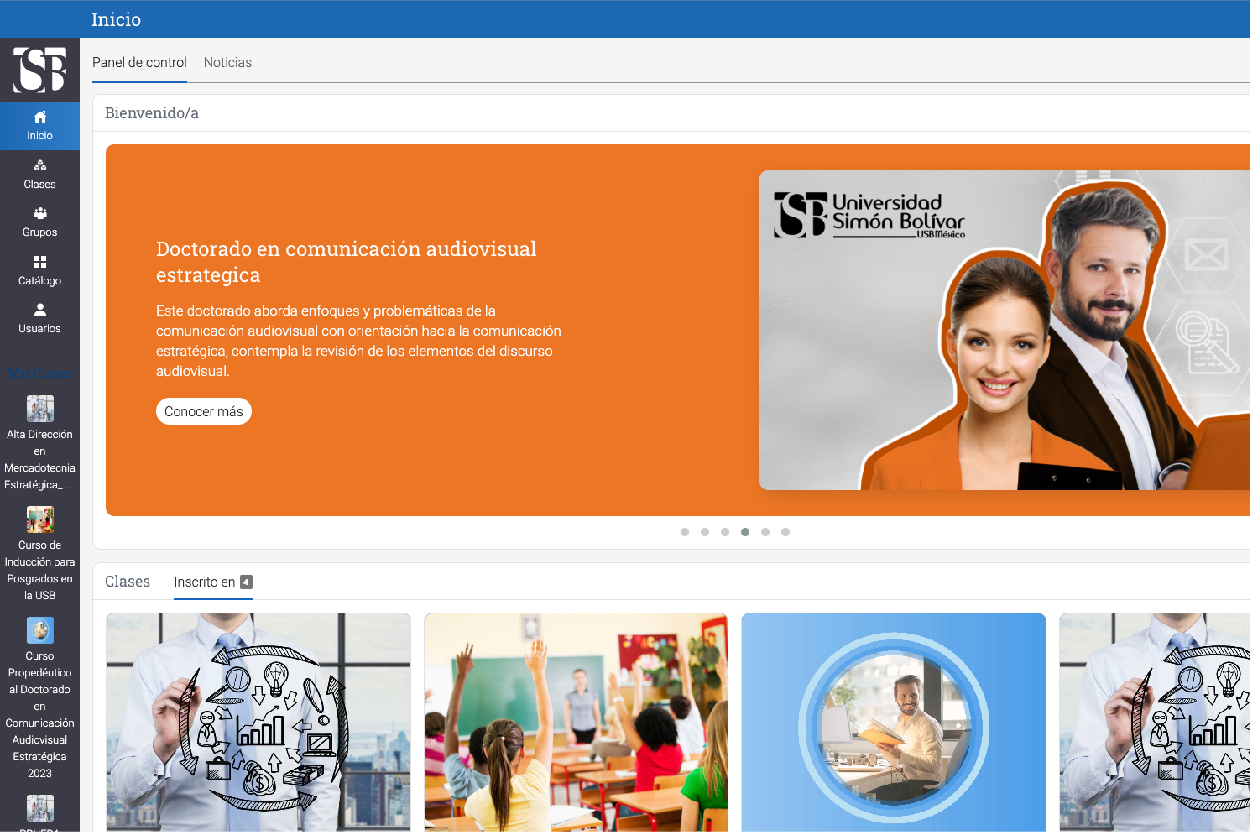 Inicio
USB
Inicio
Clases
Grupos
Catálogo
Usuarios
Mis Clases
Alta Dirección
en
Mercadotecnia
Estratégica_...
Curso de
Inducción para
Posgrados en
la USB
Curso
Propedéutico
al Doctorado
en
Comunicación
Audiovisual
Estratégica
2023
PRUEBA
Panel de control
Noticias
Bienvenido/a
Doctorado en comunicación audiovisual
estrategica
Este doctorado aborda enfoques y problemáticas de la
comunicación audiovisual con orientación hacia la comunicación
estratégica, contempla la revisión de los elementos del discurso
audiovisual.
Conocer más
USB
Universidad
Simón Bolívar
USB México
Clases
Inscrito en 4